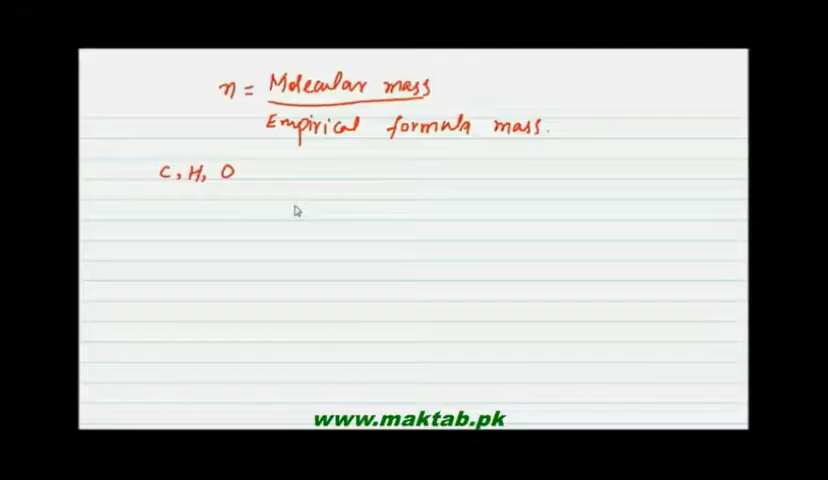 n = Molecular mass
Empirical formula mass.
C, H, O
www.maktab.pk